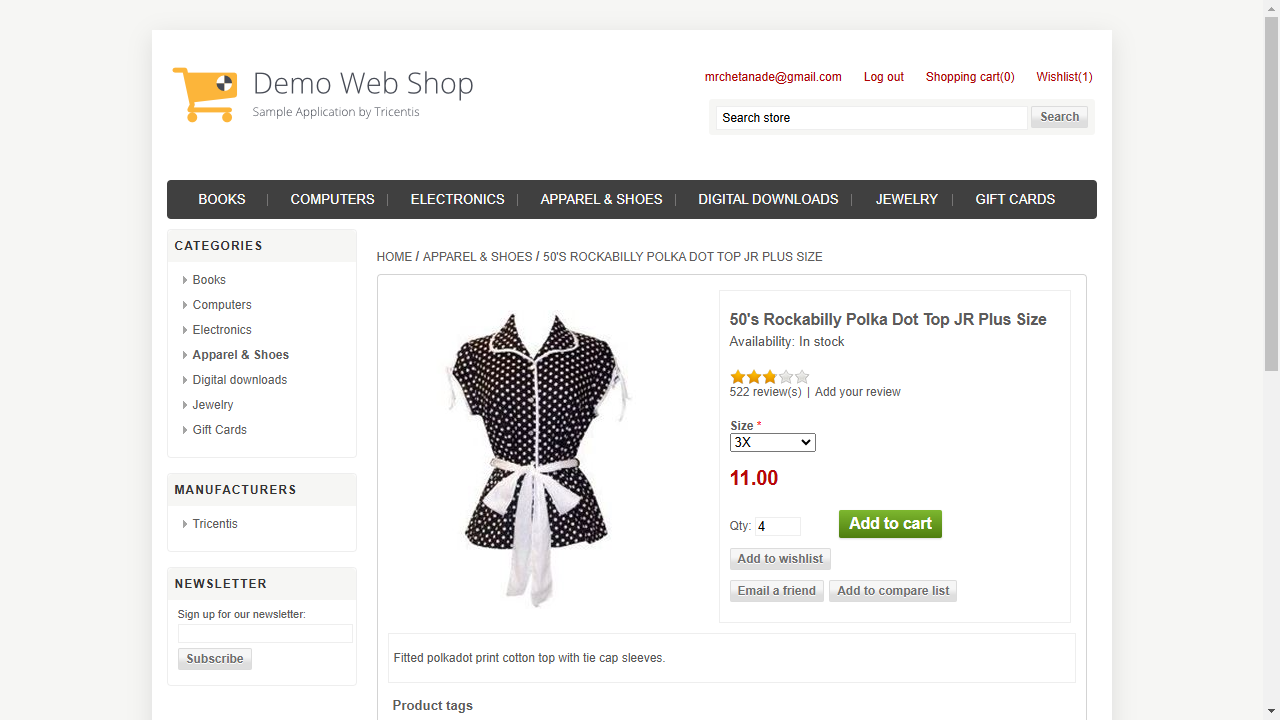 Demo Web Shop
Sample Application by Tricentis
mrchetanade@gmail.com Log out Shopping cart(0) Wishlist(1)
Search store Search
BOOKS | COMPUTERS | ELECTRONICS | APPAREL & SHOES | DIGITAL DOWNLOADS | JEWELRY | GIFT CARDS
CATEGORIES
Books
Computers
Electronics
Apparel & Shoes
Digital downloads
Jewelry
Gift Cards
MANUFACTURERS
Tricentis
NEWSLETTER
Sign up for our newsletter:
Subscribe
HOME / APPAREL & SHOES / 50'S ROCKABILLY POLKA DOT TOP JR PLUS SIZE
50's Rockabilly Polka Dot Top JR Plus Size
Availability: In stock
522 review(s) | Add your review
Size *
3X
11.00
Qty: 4 Add to cart
Add to wishlist
Email a friend Add to compare list
Fitted polkadot print cotton top with tie cap sleeves.
Product tags